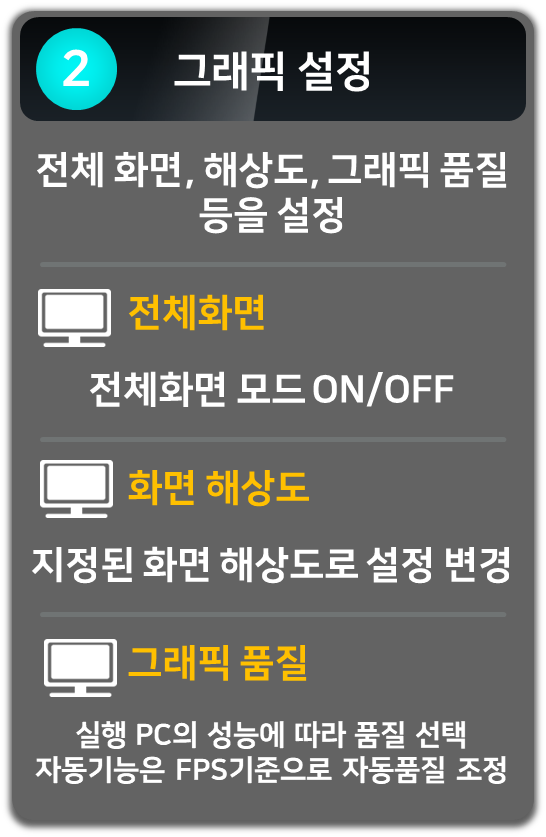 2
그래픽 설정
전체 화면, 해상도, 그래픽 품질
등을 설정
전체화면
전체화면 모드 ON/OFF
화면 해상도
지정된 화면 해상도로 설정 변경
그래픽 품질
실행 PC의 성능에 따라 품질 선택
자동기능은 FPS기준으로 자동품질 조정